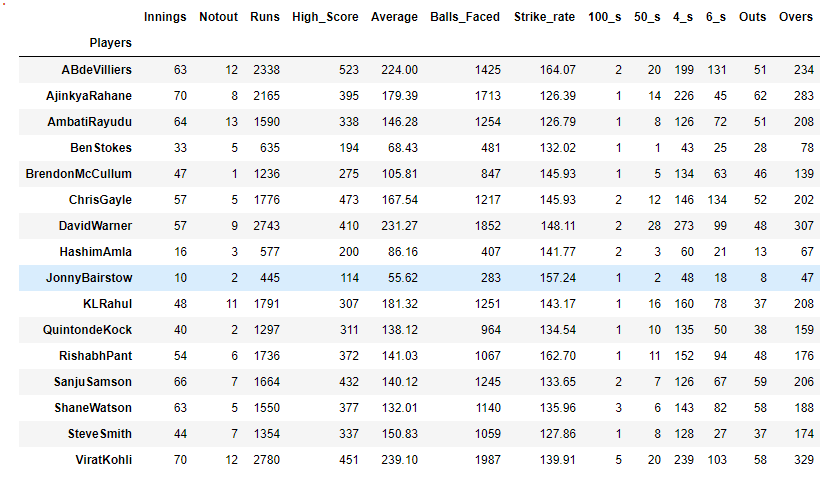 Innings Notout Runs High_Score Average Balls_Faced Strike_rate 100_s 50_s 4_s 6_s Outs Overs
Players
ABdeVilliers 63 12 2338 523 224.00 1425 164.07 2 20 199 131 51 234
AjinkyaRahane 70 8 2165 395 179.39 1713 126.39 1 14 226 45 62 283
AmbatiRayudu 64 13 1590 338 146.28 1254 126.79 1 8 126 72 51 208
BenStokes 33 5 635 194 68.43 481 132.02 1 1 43 25 28 78
BrendonMcCullum 47 1 1236 275 105.81 847 145.93 1 5 134 63 46 139
ChrisGayle 57 5 1776 473 167.54 1217 145.93 2 12 146 134 52 202
DavidWarner 57 9 2743 410 231.27 1852 148.11 2 28 273 99 48 307
HashimAmla 16 3 577 200 86.16 407 141.77 2 3 60 21 13 67
JonnyBairstow 10 2 445 114 55.62 283 157.24 1 2 48 18 8 47
KLRahul 48 11 1791 307 181.32 1251 143.17 1 16 160 78 37 208
QuintondeKock 40 2 1297 311 138.12 964 134.54 1 10 135 50 38 159
RishabhPant 54 6 1736 372 141.03 1067 162.70 1 11 152 94 48 176
SanjuSamson 66 7 1664 432 140.12 1245 133.65 2 7 126 67 59 206
ShaneWatson 63 5 1550 377 132.01 1140 135.96 3 6 143 82 58 188
SteveSmith 44 7 1354 337 150.83 1059 127.86 1 8 128 27 37 174
ViratKohli 70 12 2780 451 239.10 1987 139.91 5 20 239 103 58 329